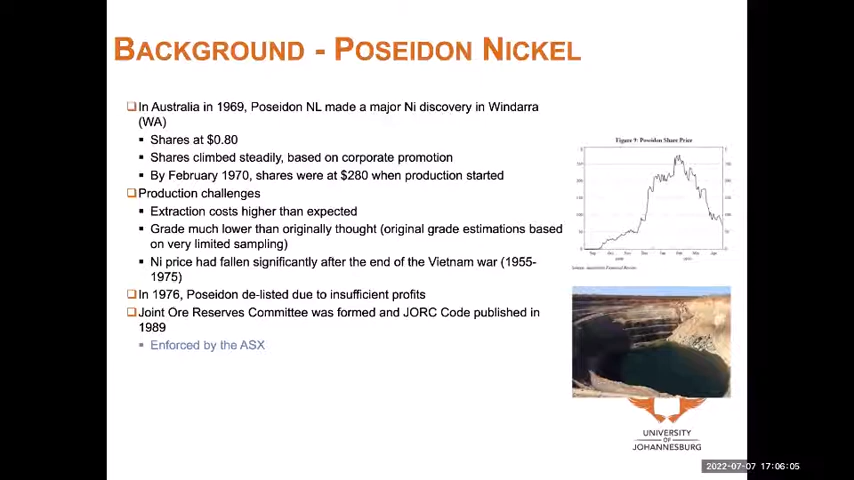 BACKGROUND - POSEIDON NICKEL
In Australia in 1969, Poseidon NL made a major Ni discovery in Windarra
(WA)
Shares at $0.80
Shares climbed steadily, based on corporate promotion
By February 1970, shares were at $280 when production started
Production challenges
Extraction costs higher than expected
Grade much lower than originally thought (original grade estimations based
on very limited sampling)
Ni price had fallen significantly after the end of the Vietnam war (1955-
1975)
In 1976, Poseidon de-listed due to insufficient profits
Joint Ore Reserves Committee was formed and JORC Code published in
1989
Enforced by the ASX
Poseidon Share Price
UNIVERSITY
OF
JOHANNESBURG
2022-07-07 17:06:05